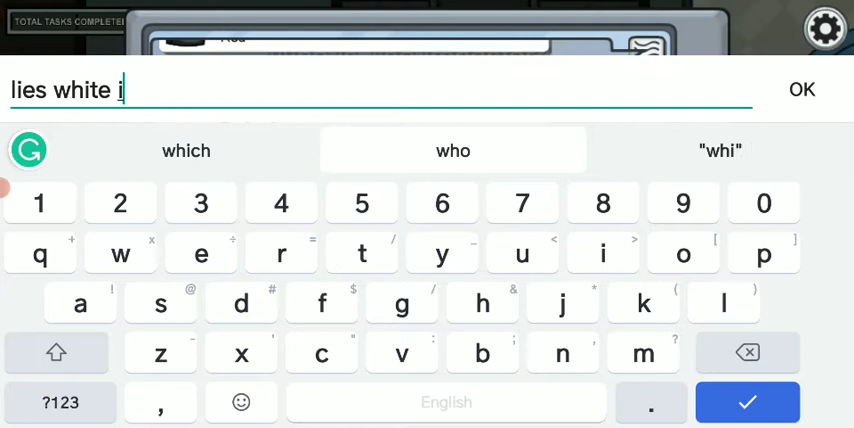 TOTAL TASKS COMPLETE
lies white i
OK
which who "whi"
1 2 3 4 5 6 7 8 9 0
q + w x e ÷ r = t / y _ u < i > o [ p ]
a ! s @ d # f $ g / h & j * k ( l )
z - x ' c " v : b ; n , m ?
?123 , English .